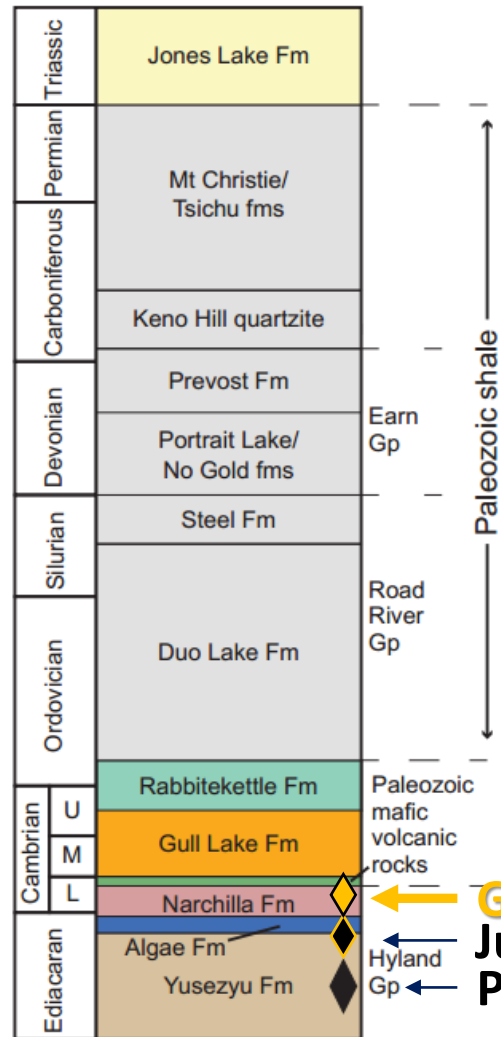 Triassic
Jones Lake Fm
Permian
Mt Christie/
Tsichu fms
Carboniferous
Keno Hill quartzite
Devonian
Prevost Fm
Portrait Lake/
No Gold fms
Earn
Gp
Paleozoic shale
Silurian
Steel Fm
Road
River
Gp
Ordovician
Duo Lake Fm
Rabbitekettle Fm
Paleozoic
mafic
volcanic
rocks
Cambrian
U
M
L
Gull Lake Fm
Narchilla Fm
G
Ediacaran
Algae Fm
Ju
Yusezyu Fm
Hyland
Gp
P